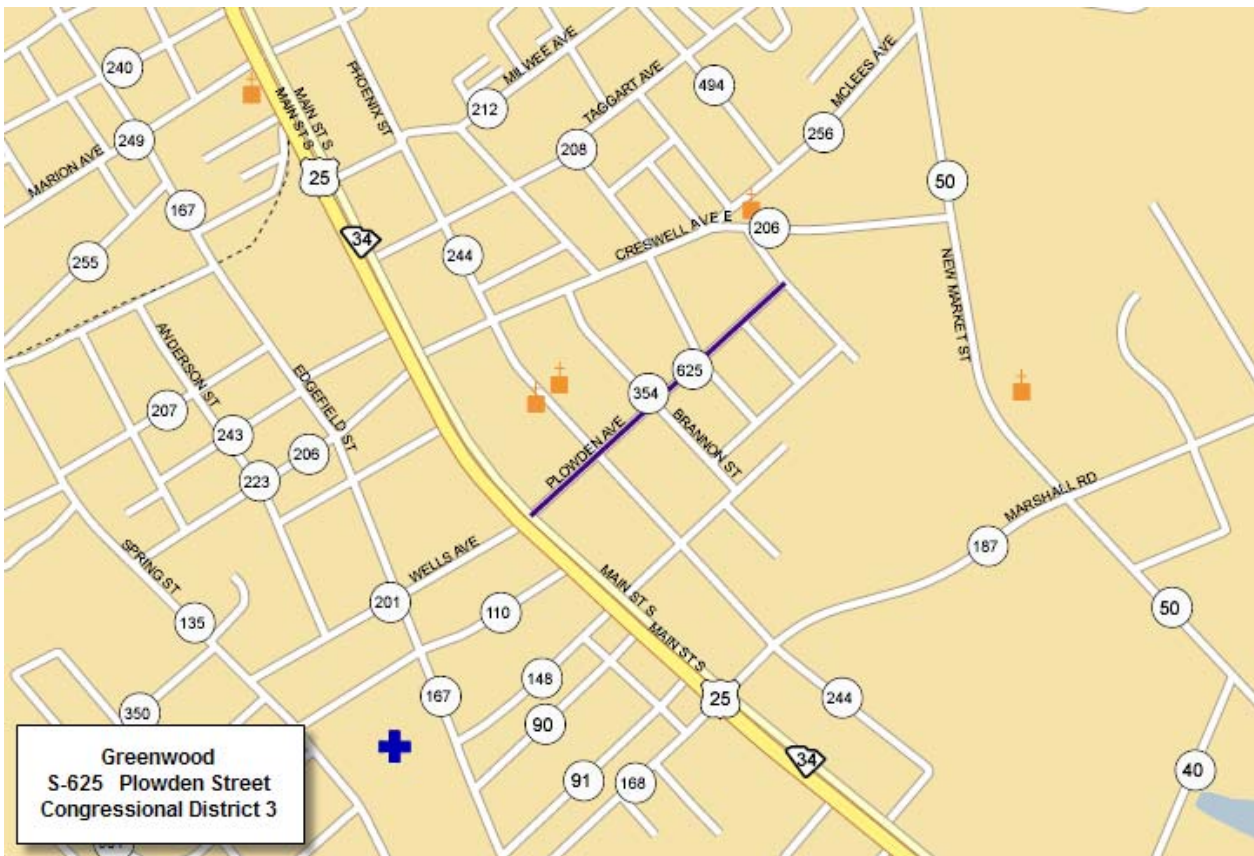 240
MAIN ST S
MAIN ST S
PHOENIX ST
MILWEE AVE
TAGGART AVE
494
MCLEES AVE
212
249
256
208
MARION AVE
25
50
167
34
CRESWELL AVE E
206
244
255
NEW MARKET ST
ANDERSON ST
EDGEFIELD ST
625
354
207
243
BRANNON ST
206
PLOWDEN AVE
223
MARSHALL RD
SPRING ST
WELLS AVE
187
MAIN ST S
201
110
50
135
MAIN ST S
148
167
25
244
350
90
34
91
168
40
Greenwood
S-625 Plowden Street
Congressional District 3